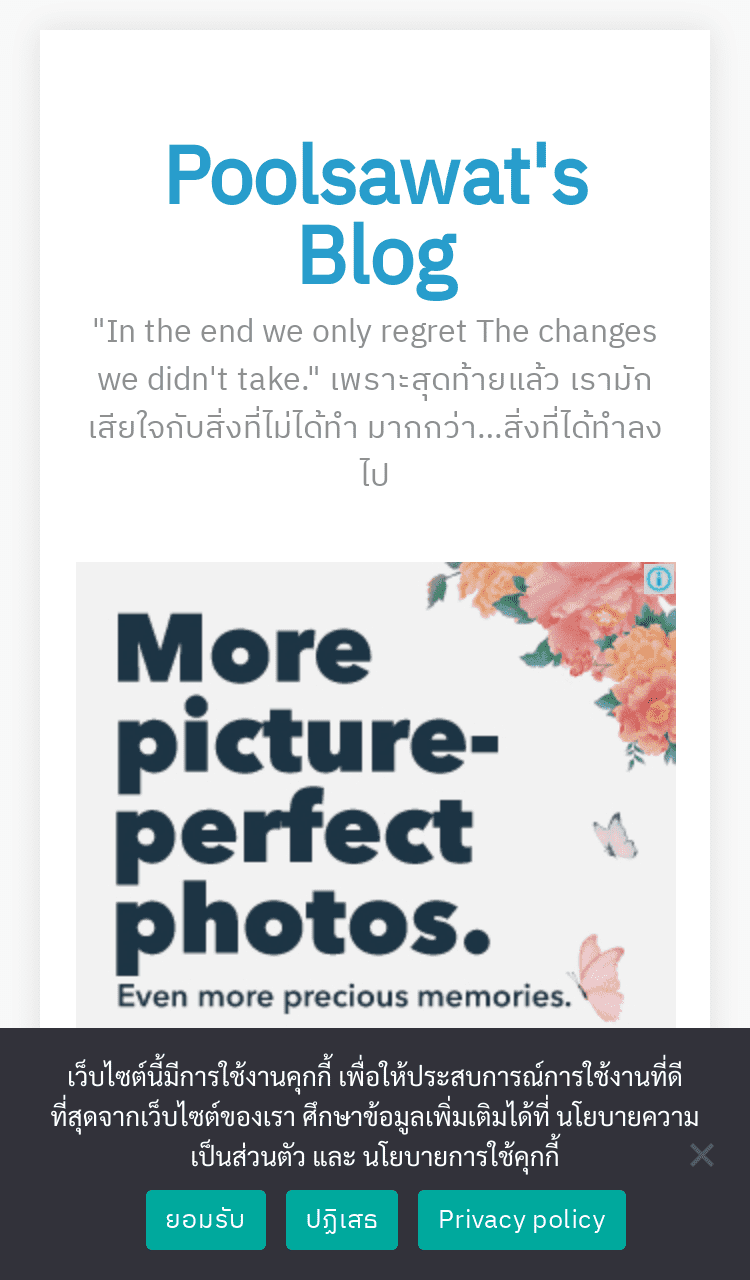 Poolsawat's
Blog
"In the end we only regret The changes
we didn't take." เพราะสุดท้ายแล้ว เรามัก
เสียใจกับสิ่งที่ไม่ได้ทำ มากกว่า...สิ่งที่ได้ทำลง
ไป
More
picture-
perfect
photos.
Even more precious memories.
เว็บไซต์นี้มีการใช้งานคุกกี้ เพื่อให้ประสบการณ์การใช้งานที่ดี
ที่สุดจากเว็บไซต์ของเรา ศึกษาข้อมูลเพิ่มเติมได้ที่ นโยบายความ
เป็นส่วนตัว และ นโยบายการใช้คุกกี้
ยอมรับ ปฏิเสธ Privacy policy